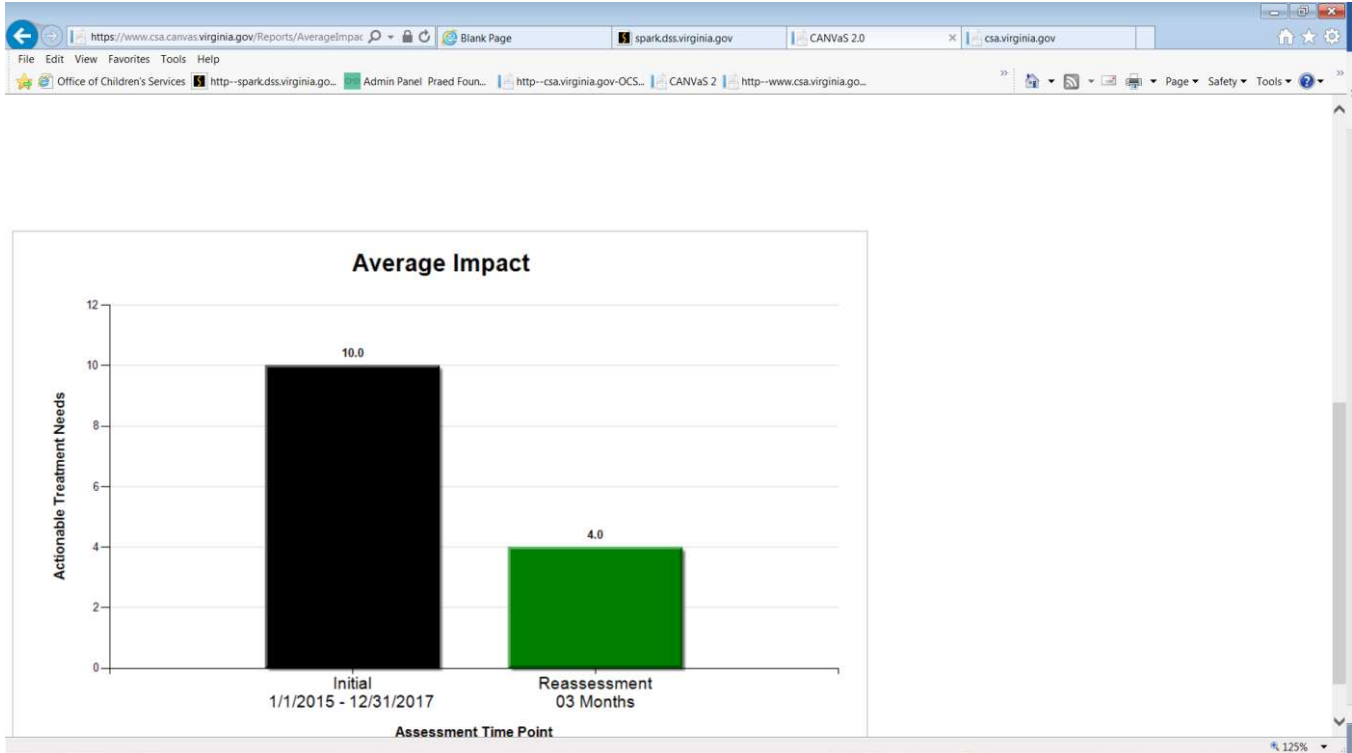 https://www.csa.canvas.virginia.gov/Reports/AverageImpac
Blank Page
spark.dss.virginia.gov
CANVaS 2.0
csa.virginia.gov
File Edit View Favorites Tools Help
Office of Children's Services http--spark.dss.virginia.go... Admin Panel Praed Foun... http--csa.virginia.gov-OCS... CANVaS 2 http--www.csa.virginia.go... Page Safety Tools
Average Impact
12
10.0
10
8
Actionable Treatment Needs
6
4.0
4
2
0
Initial Reassessment
1/1/2015 - 12/31/2017 03 Months
Assessment Time Point
125%